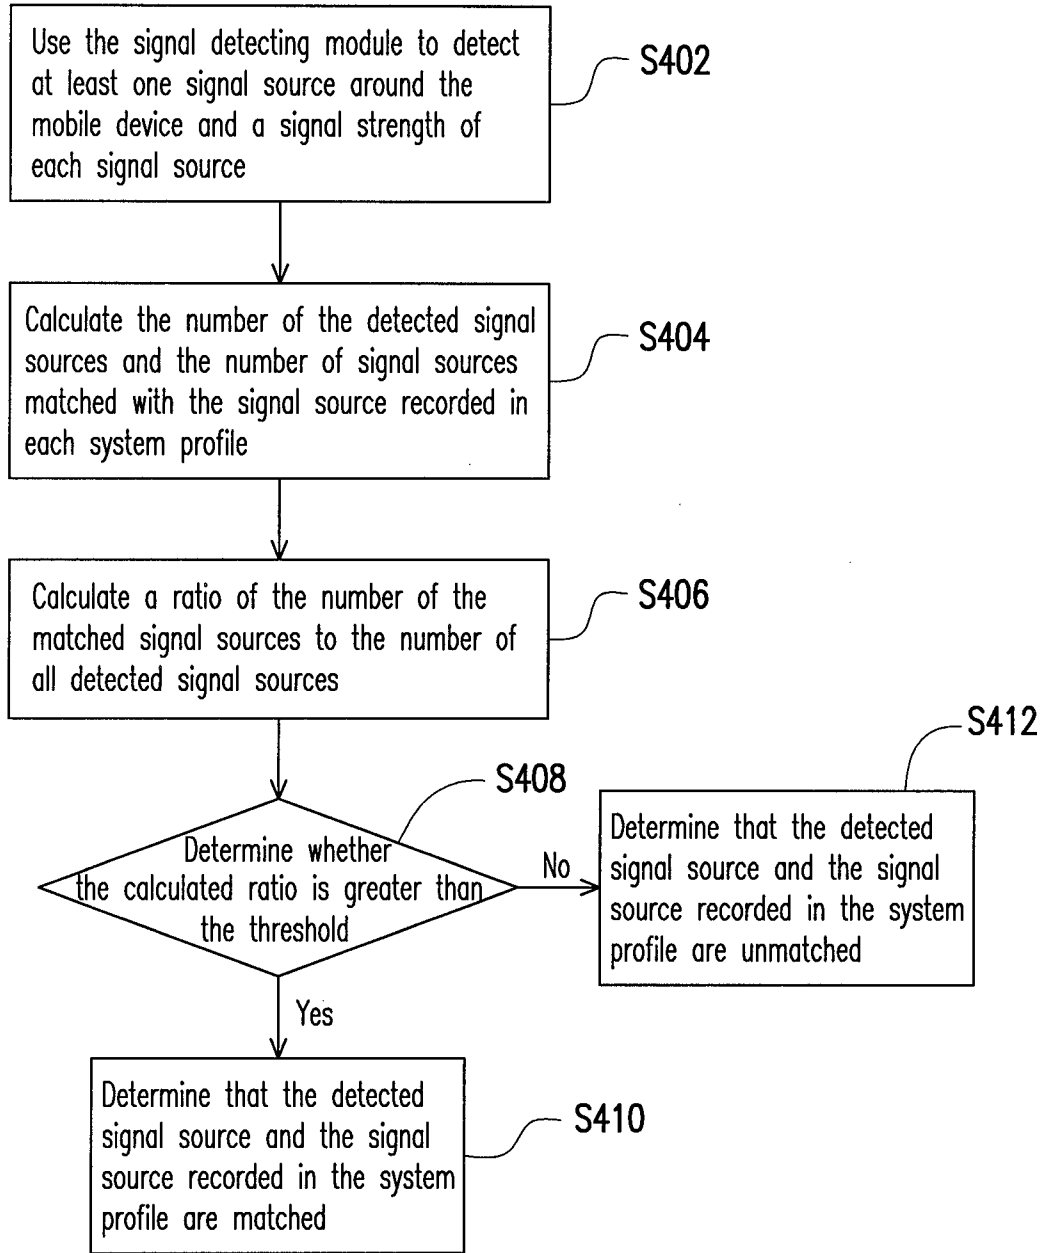 Use the signal detecting module to detect
at least one signal source around the
mobile device and a signal strength of
each signal source
S402
Calculate the number of the detected signal
sources and the number of signal sources
matched with the signal source recorded in
each system profile
S404
Calculate a ratio of the number of the
matched signal sources to the number of
all detected signal sources
S406
Determine whether
the calculated ratio is greater than
the threshold
S408
No
Determine that the detected
signal source and the signal
source recorded in the system
profile are unmatched
S412
Yes
Determine that the detected
signal source and the signal
source recorded in the system
profile are matched
S410